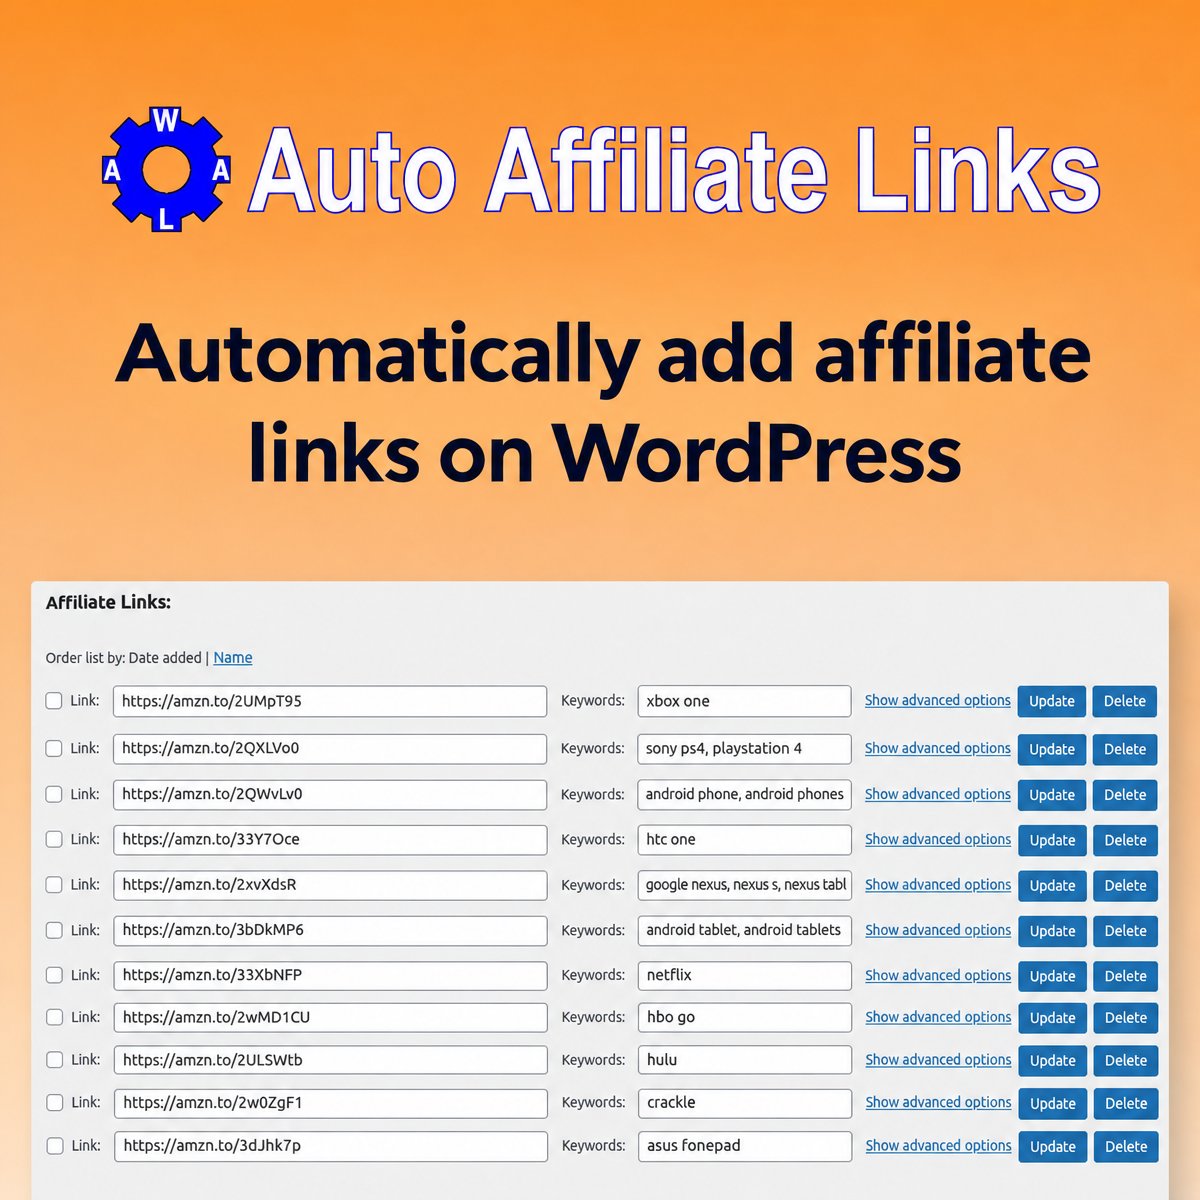 W
A A
L
Auto Affiliate Links
Automatically add affiliate
links on WordPress
Affiliate Links:
Order list by: Date added | Name
Link: https://amzn.to/2UMpT95 Keywords: xbox one Show advanced options Update Delete
Link: https://amzn.to/2QXLVo0 Keywords: sony ps4, playstation 4 Show advanced options Update Delete
Link: https://amzn.to/2QWvLv0 Keywords: android phone, android phones Show advanced options Update Delete
Link: https://amzn.to/33Y7Oce Keywords: htc one Show advanced options Update Delete
Link: https://amzn.to/2xvXdsR Keywords: google nexus, nexus s, nexus tabl Show advanced options Update Delete
Link: https://amzn.to/3bDkMP6 Keywords: android tablet, android tablets Show advanced options Update Delete
Link: https://amzn.to/33XbNFP Keywords: netflix Show advanced options Update Delete
Link: https://amzn.to/2wMD1CU Keywords: hbo go Show advanced options Update Delete
Link: https://amzn.to/2ULSWtb Keywords: hulu Show advanced options Update Delete
Link: https://amzn.to/2w0ZgF1 Keywords: crackle Show advanced options Update Delete
Link: https://amzn.to/3dJhk7p Keywords: asus fonepad Show advanced options Update Delete